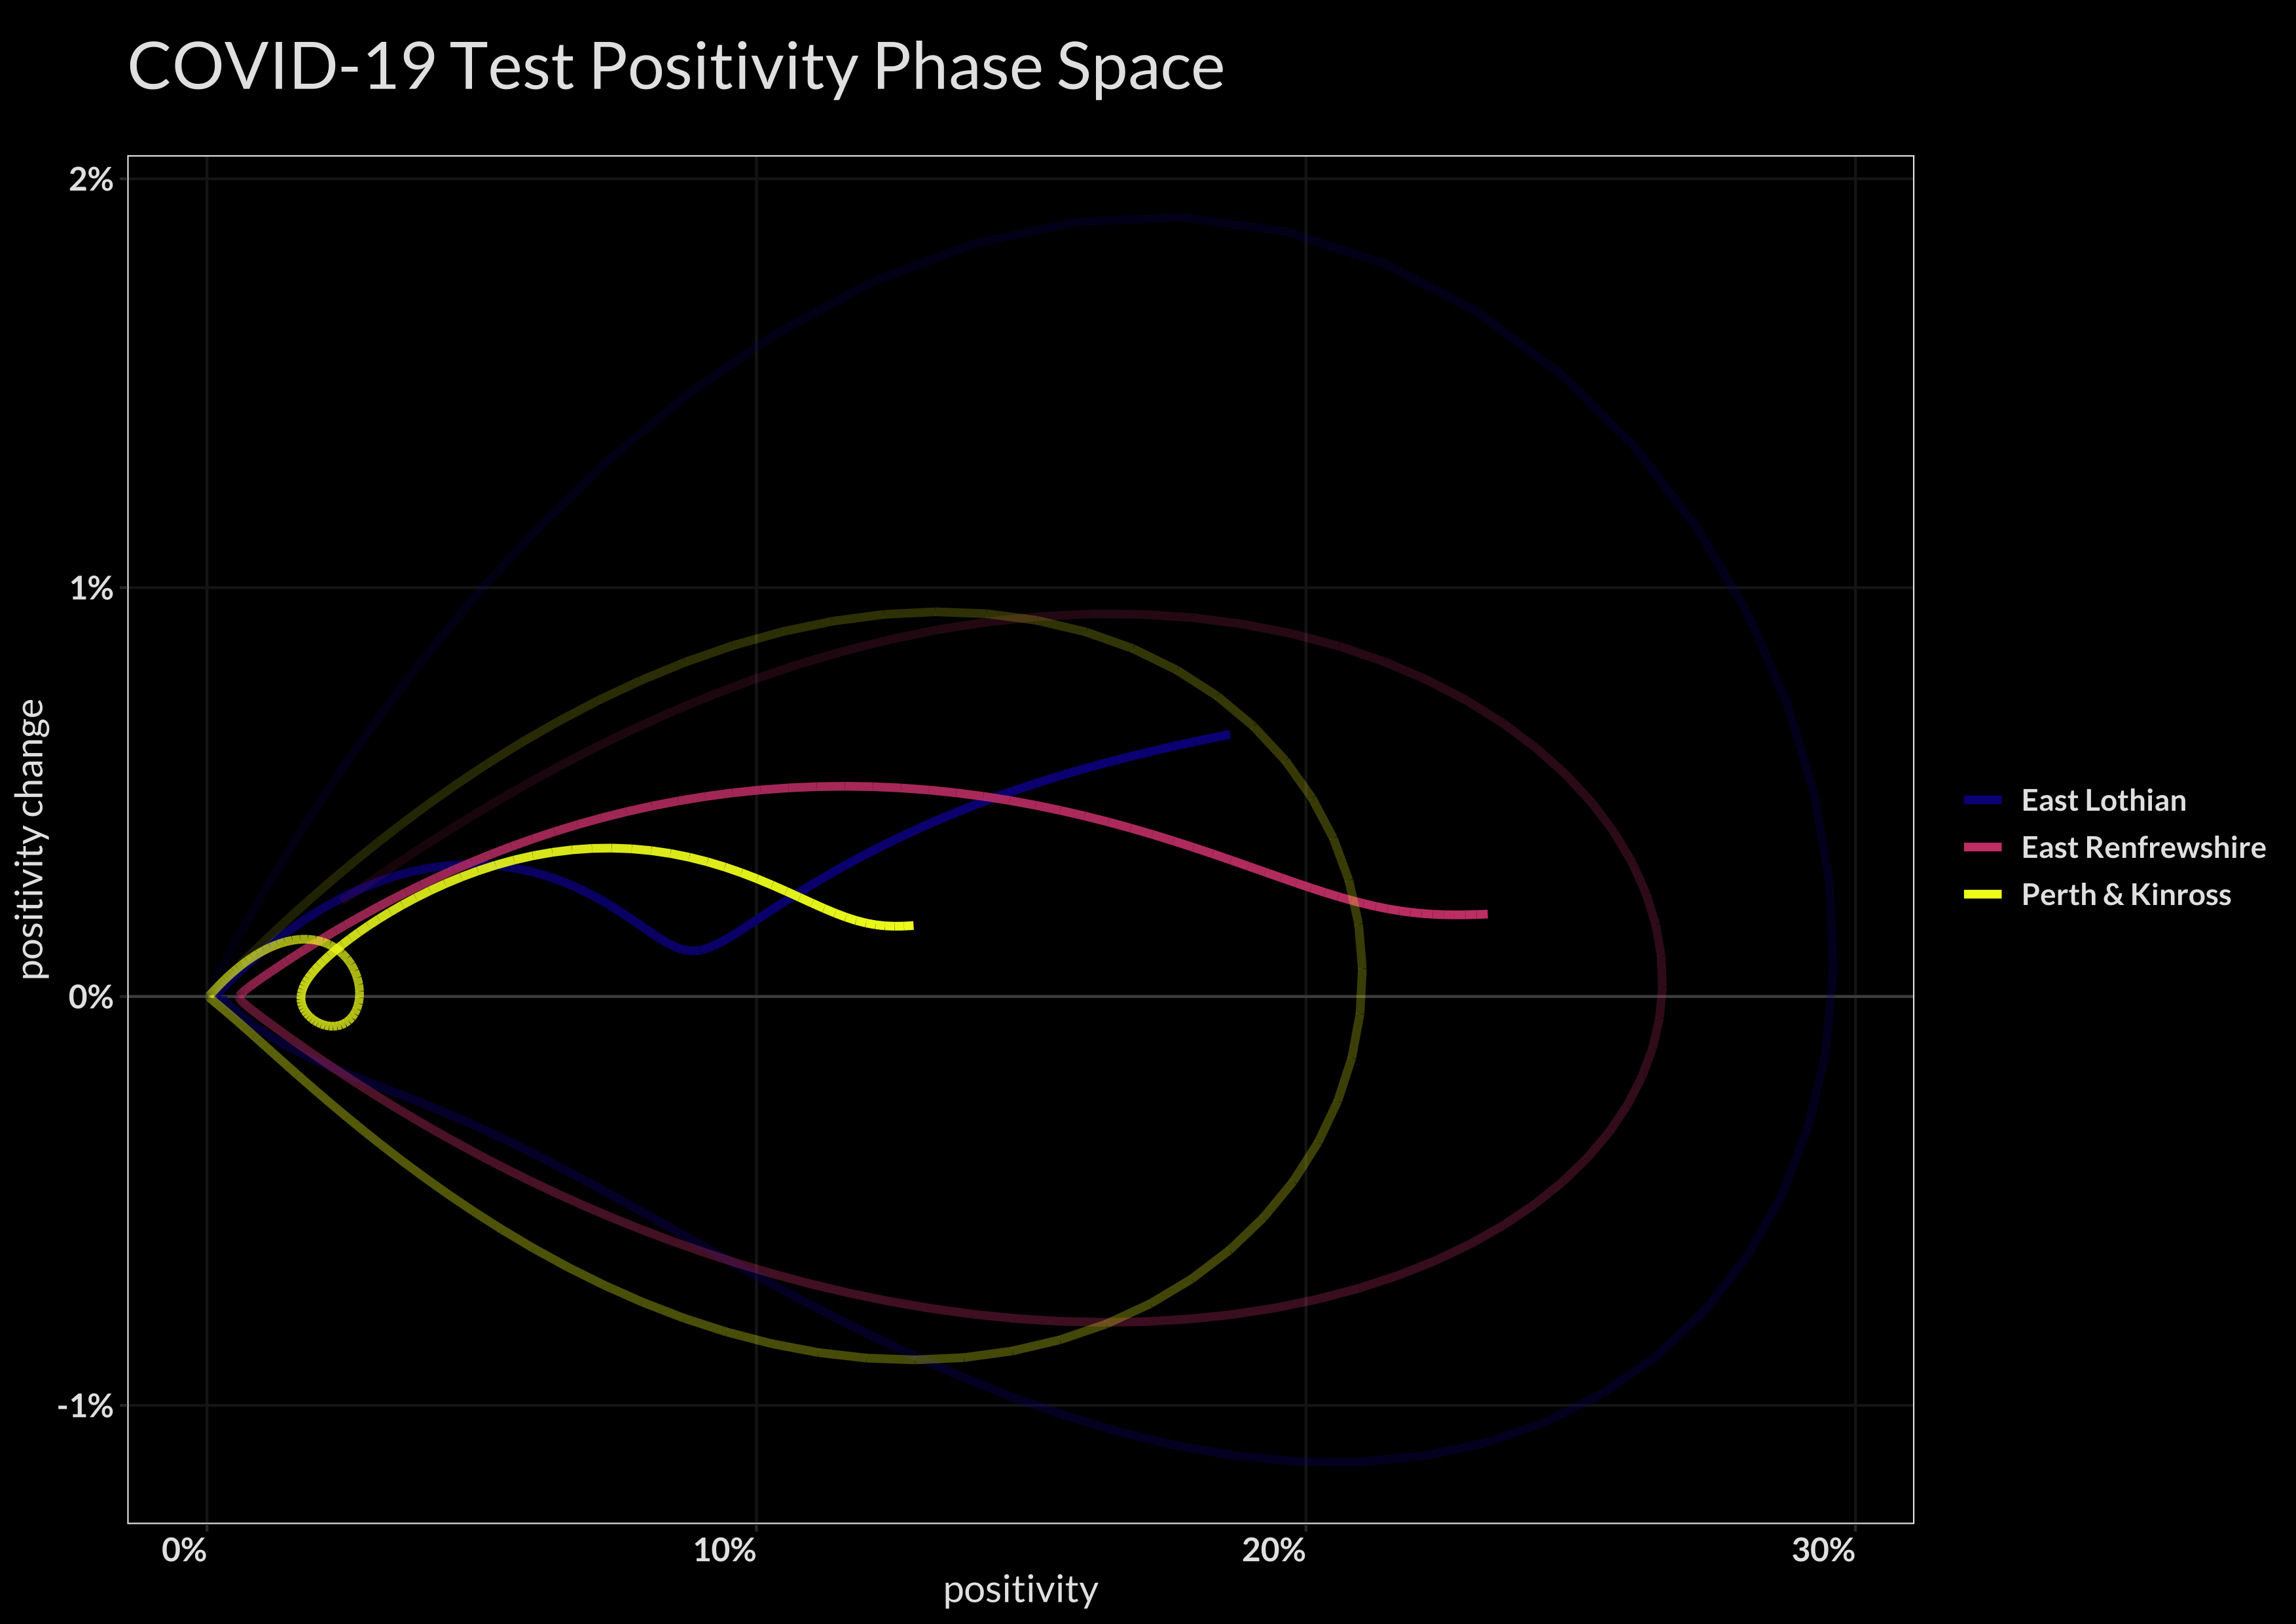 COVID-19 Test Positivity Phase Space
2%
1%
0%
-1%
positivity change
0%
10%
20%
30%
positivity
East Lothian
East Renfrewshire
Perth & Kinross